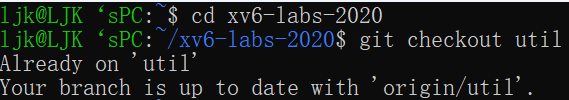 ljk@LJK ‘sPC:~$ cd xv6-labs-2020
ljk@LJK ‘sPC:~/xv6-labs-2020$ git checkout util
Already on 'util'
Your branch is up to date with 'origin/util'.